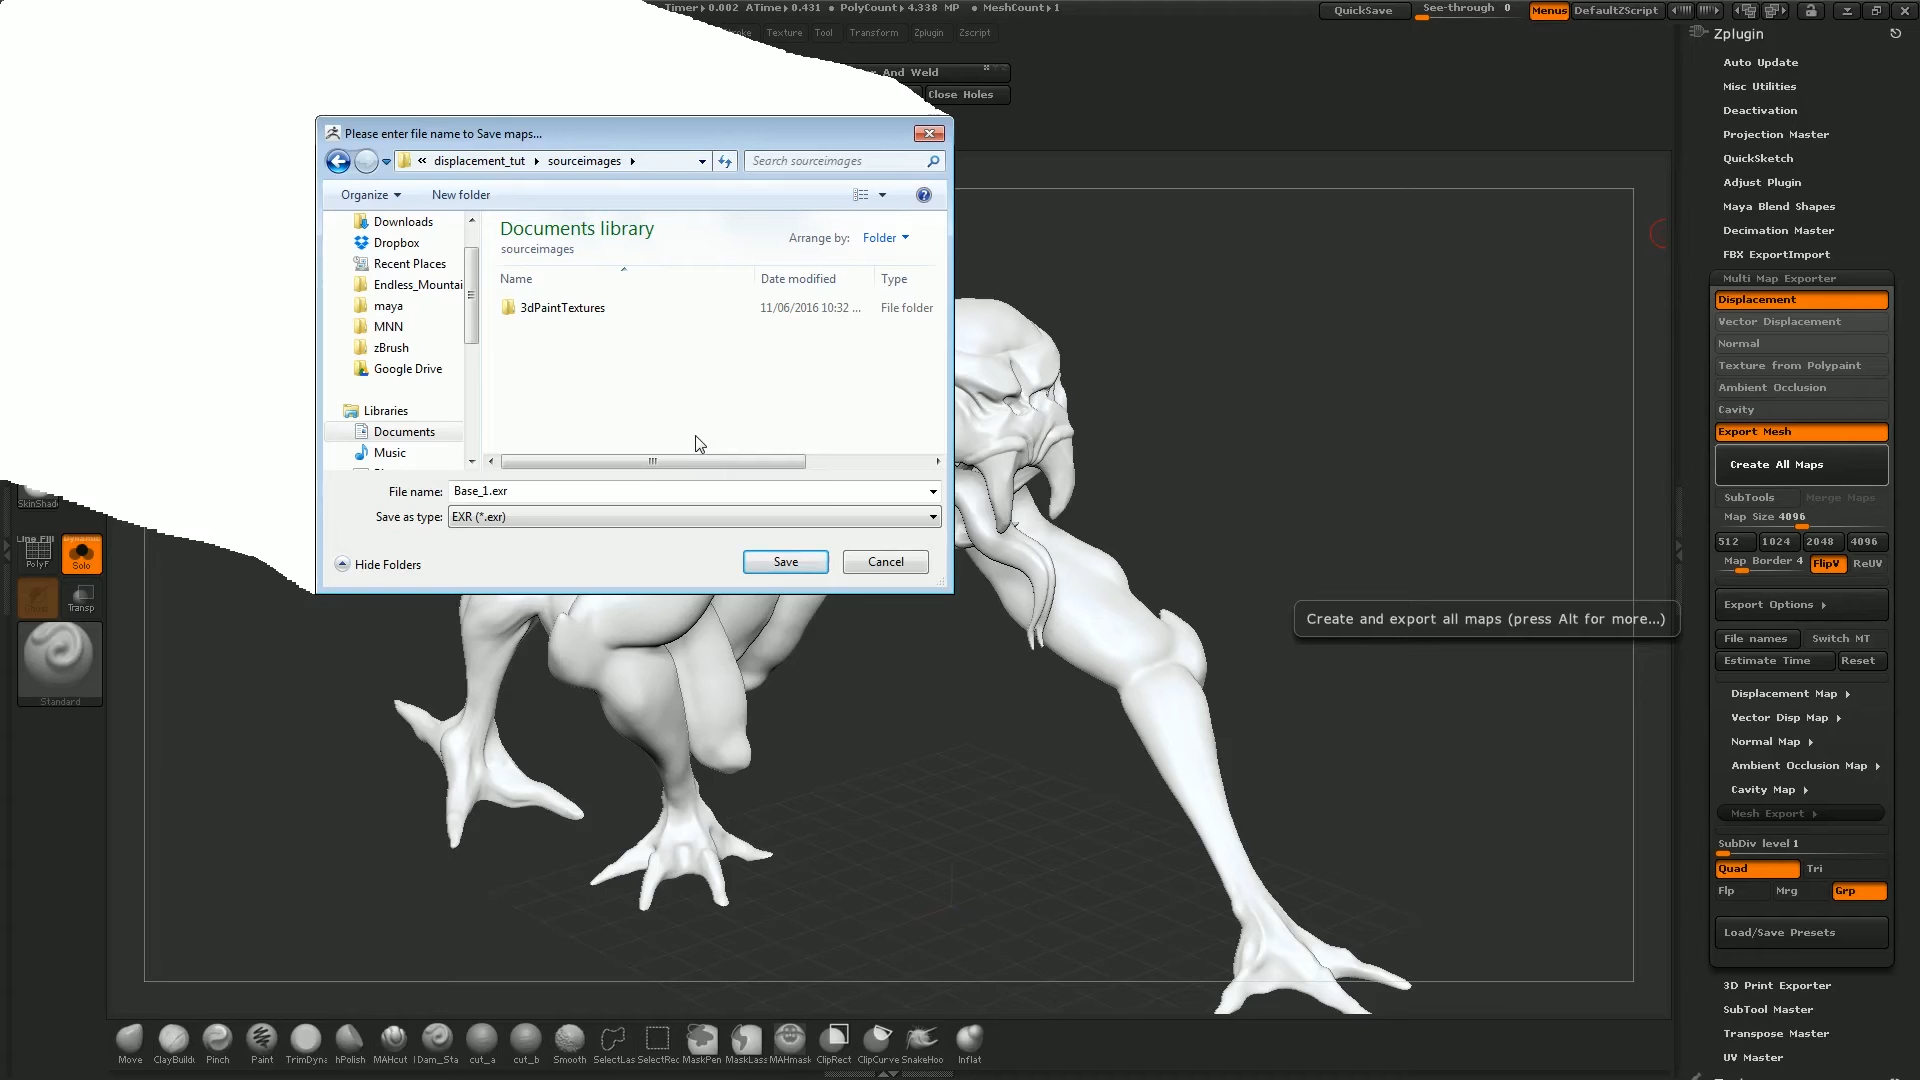 Timer▸0.002 ATime▸0.431 ● PolyCount▸4.338 MP ● MeshCount▸1
QuickSave
See-through 0
Menus
DefaultZScript
Texture Tool Transform Zplugin Zscript
And Weld
Close Holes
Please enter file name to Save maps...
« displacement_tut ▸ sourceimages ▸
Search sourceimages
Organize
New folder
Downloads
Dropbox
Recent Places
Endless_Mountai
maya
MNN
zBrush
Google Drive
Libraries
Documents
Music
Documents library
sourceimages
Arrange by: Folder
Name
Date modified
Type
3dPaintTextures
11/06/2016 10:32 ...
File folder
File name: Base_1.exr
Save as type: EXR (*.exr)
Hide Folders
Save
Cancel
SkinShad
Line Fill
PolyF
Dynamic
Solo
Transp
Standard
Create and export all maps (press Alt for more...)
Zplugin
Auto Update
Misc Utilities
Deactivation
Projection Master
QuickSketch
Adjust Plugin
Maya Blend Shapes
Decimation Master
FBX ExportImport
Multi Map Exporter
Displacement
Vector Displacement
Normal
Texture from Polypaint
Ambient Occlusion
Cavity
Export Mesh
Create All Maps
SubTools
Merge Maps
Map Size 4096
512 1024 2048 4096
Map Border 4
FlipV
ReUV
Export Options
File names
Switch MT
Estimate Time
Reset
Displacement Map
Vector Disp Map
Normal Map
Ambient Occlusion Map
Cavity Map
Mesh Export
SubDiv level 1
Quad
Tri
Flp
Mrg
Grp
Load/Save Presets
3D Print Exporter
SubTool Master
Transpose Master
UV Master
Move
ClayBuildu
Pinch
Paint
TrimDyna
hPolish
MAHcut
Dam_Sta
cut_a
cut_b
Smooth
SelectLas
SelectRec
MaskPen
MaskLass
MAHmask
ClipRect
ClipCurve
SnakeHoo
Inflat